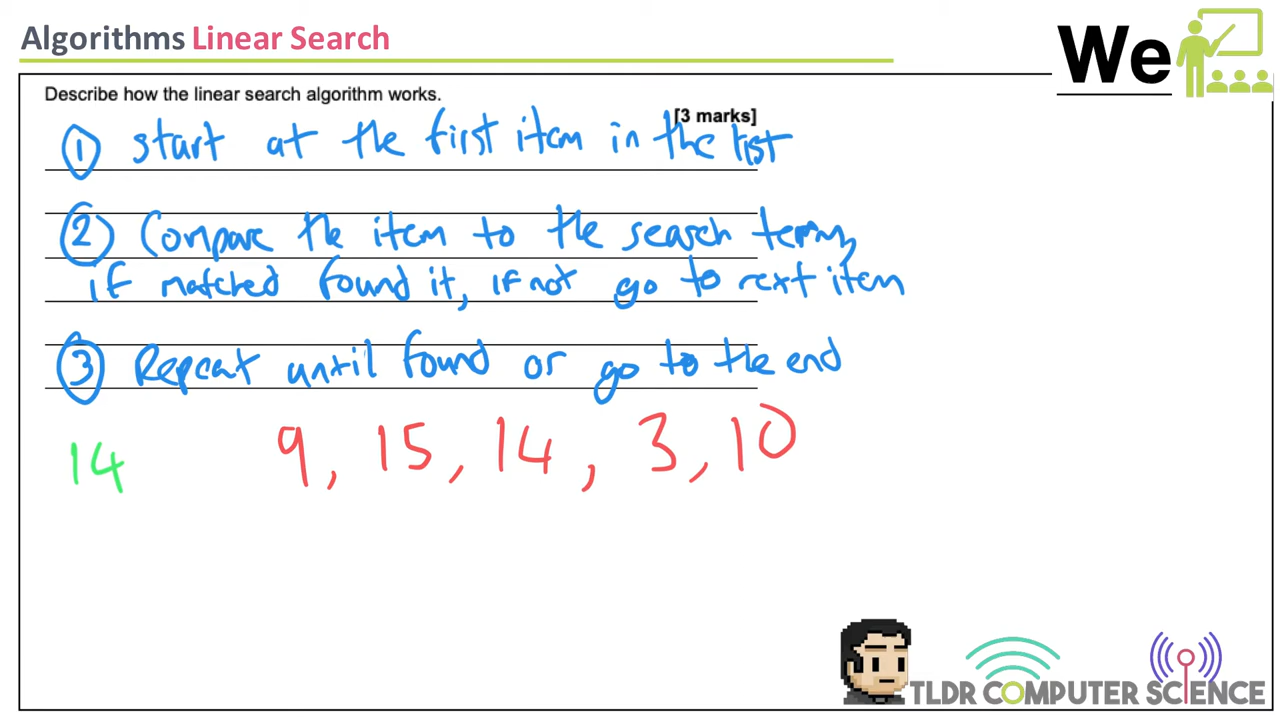 Algorithms Linear Search
We
Describe how the linear search algorithm works.
[3 marks]
1 start at the first item in the list
2 Compare the item to the search term,
if matched found it, if not go to next item
3 Repeat until found or go to the end
14 9, 15, 14, 3, 10
TLDR COMPUTER SCIENCE